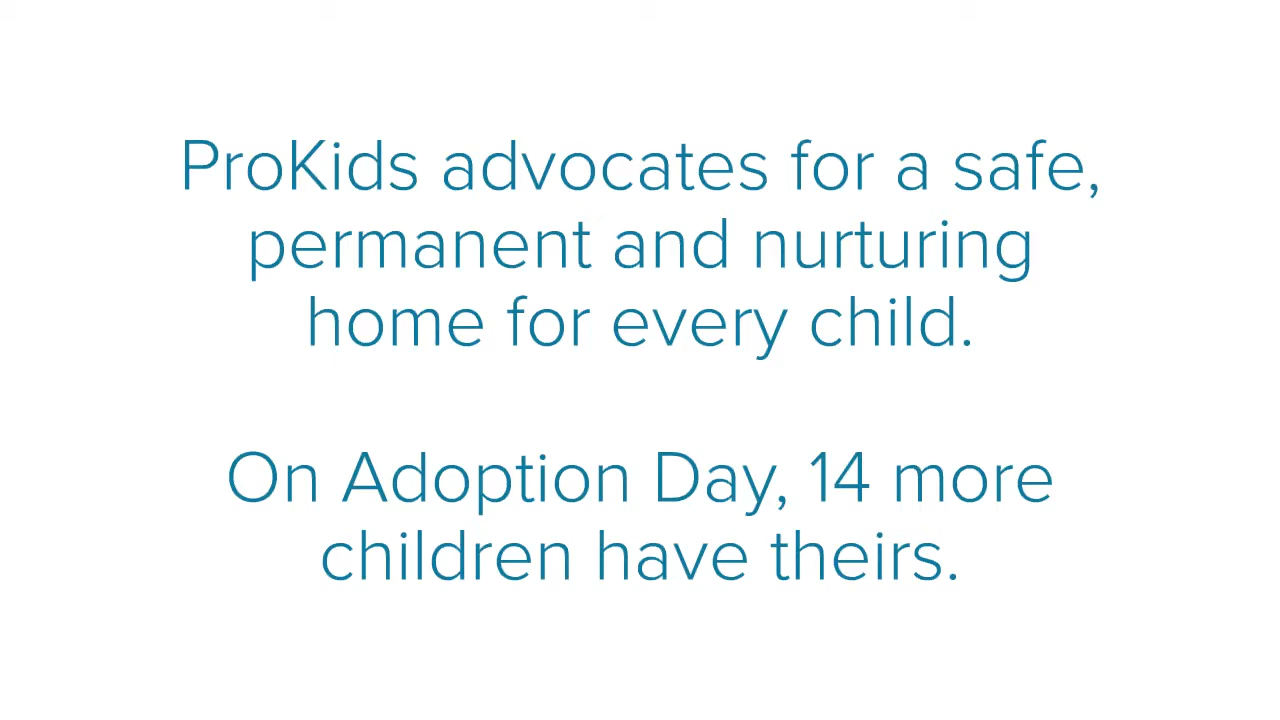 ProKids advocates for a safe,
permanent and nurturing
home for every child.
On Adoption Day, 14 more
children have theirs.